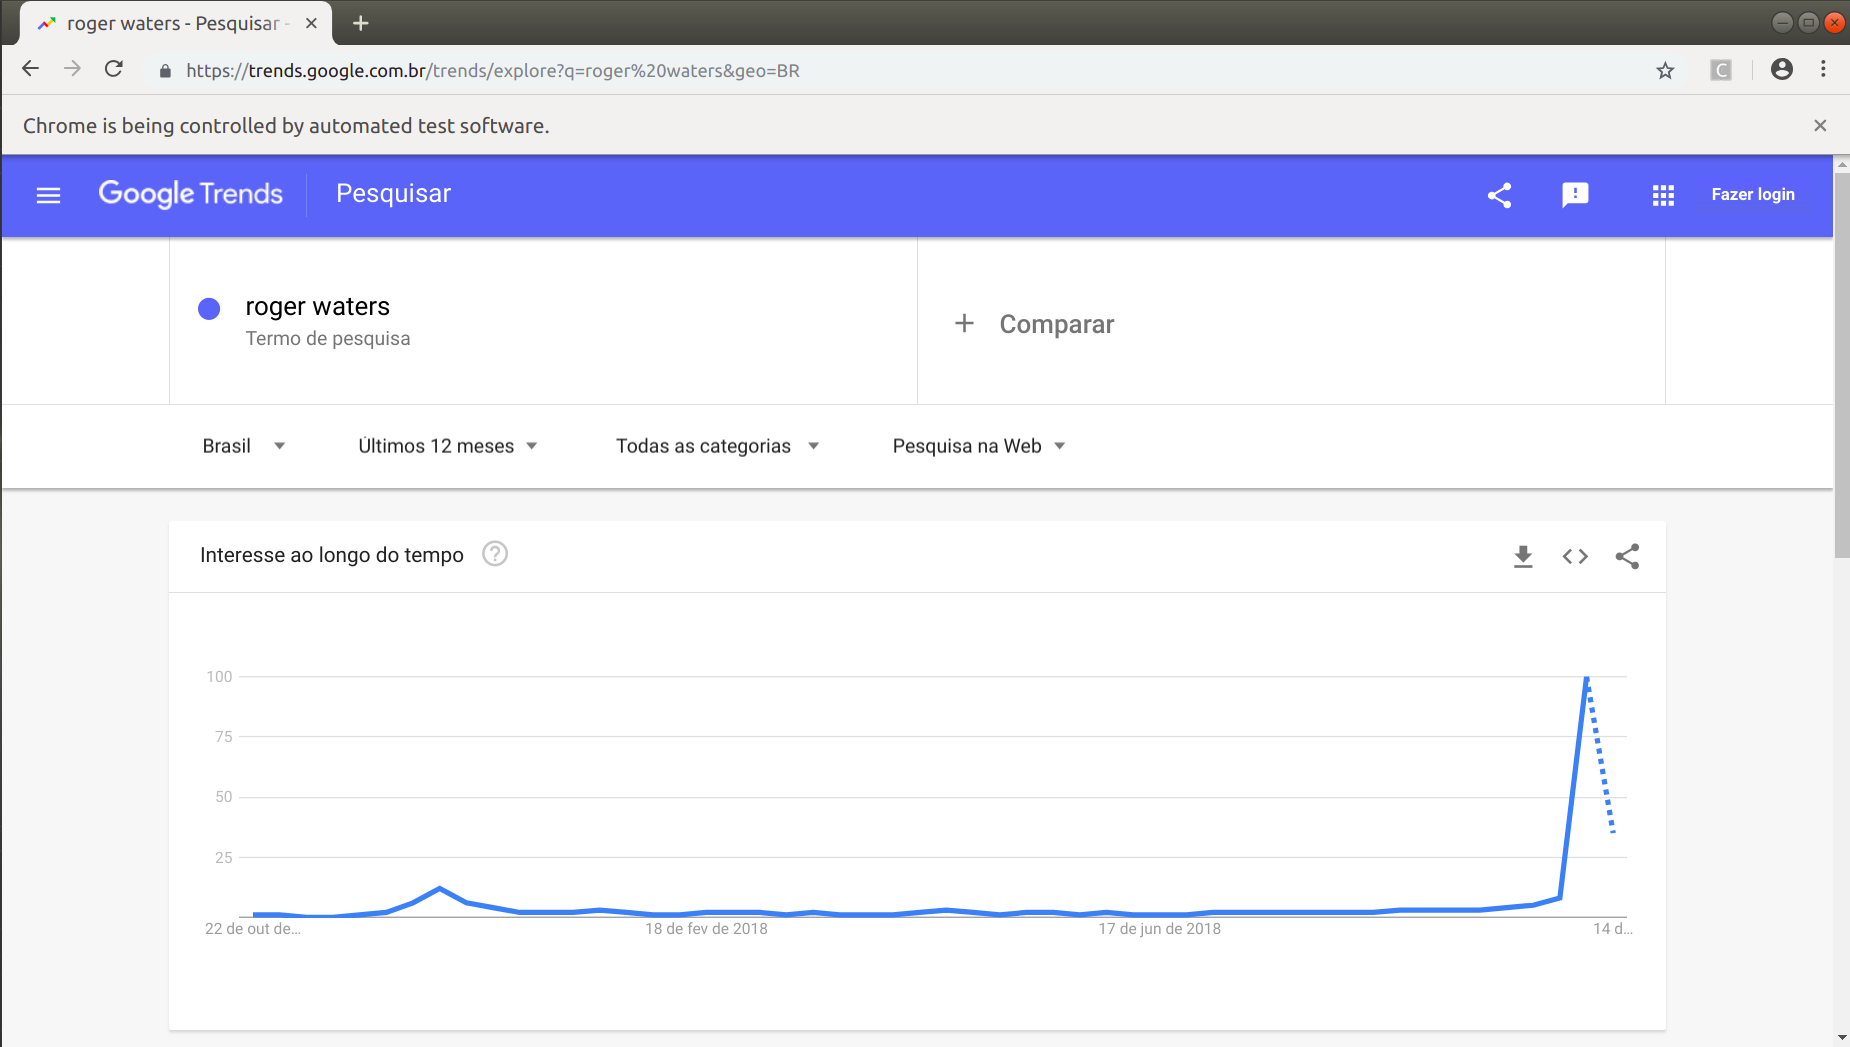 roger waters - Pesquisar -
https://trends.google.com.br/trends/explore?q=roger%20waters&geo=BR
C
Chrome is being controlled by automated test software.
Google Trends
Pesquisar
Fazer login
roger waters
Termo de pesquisa
+ Comparar
Brasil
Últimos 12 meses
Todas as categorias
Pesquisa na Web
Interesse ao longo do tempo ?
100
75
50
25
22 de out de...
18 de fev de 2018
17 de jun de 2018
14 d...